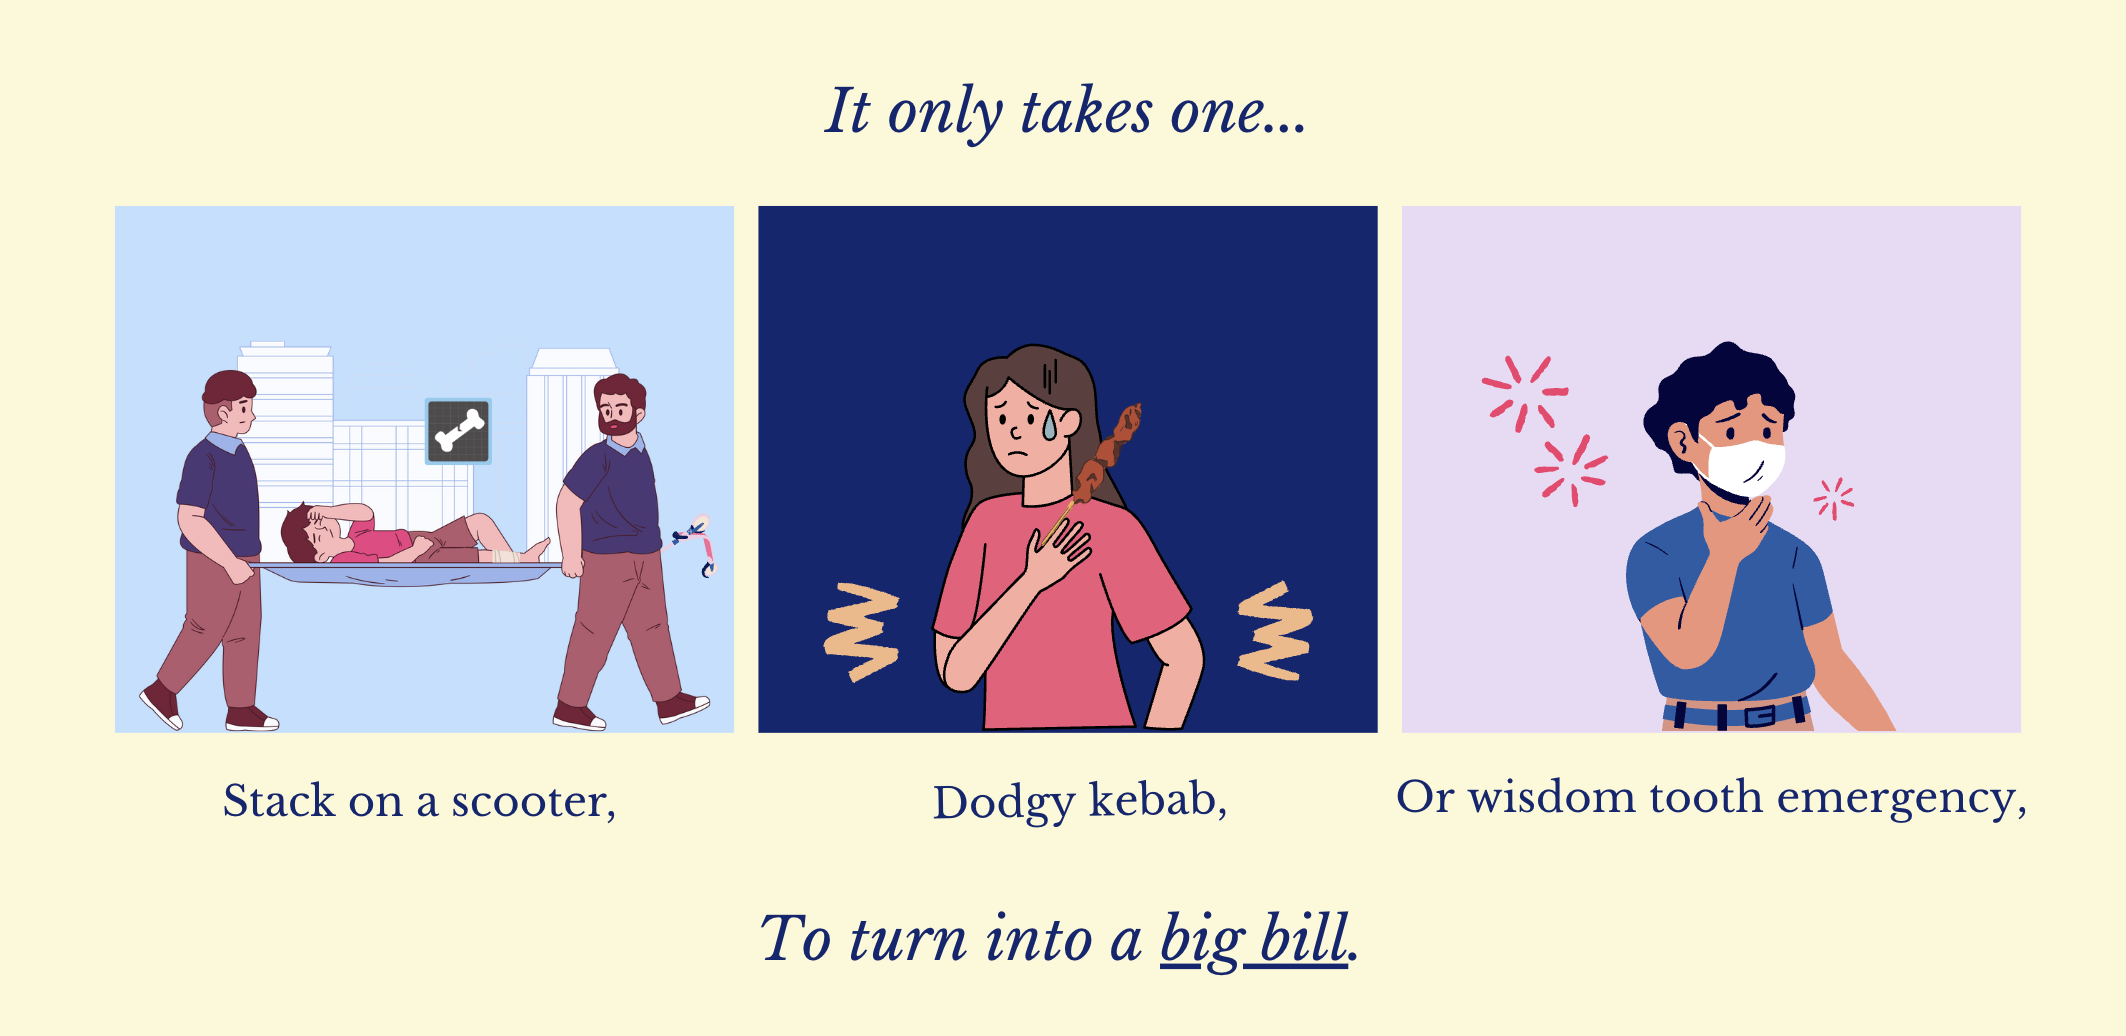 It only takes one...
Stack on a scooter,
Dodgy kebab,
Or wisdom tooth emergency,
To turn into a big bill.